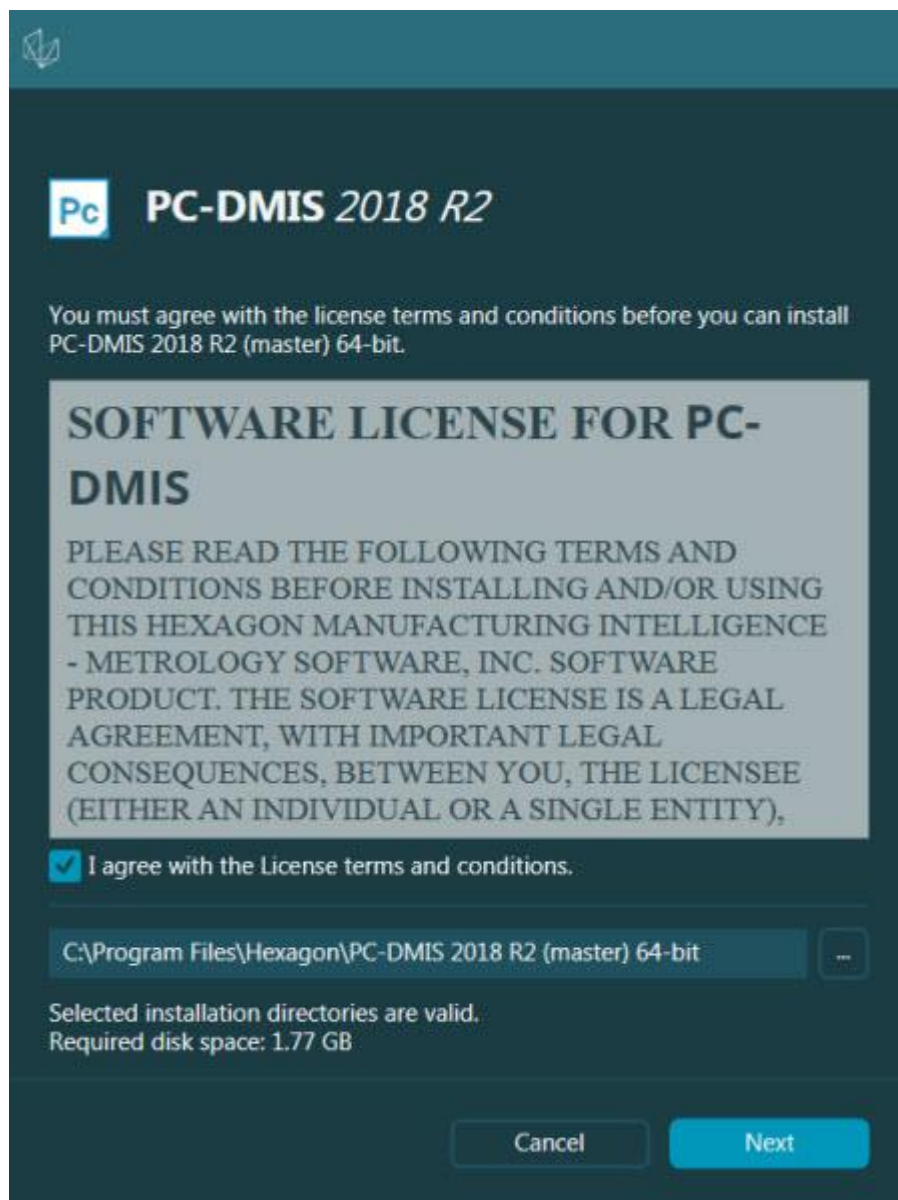 Pc PC-DMIS 2018 R2
You must agree with the license terms and conditions before you can install
PC-DMIS 2018 R2 (master) 64-bit.
SOFTWARE LICENSE FOR PC-
DMIS
PLEASE READ THE FOLLOWING TERMS AND
CONDITIONS BEFORE INSTALLING AND/OR USING
THIS HEXAGON MANUFACTURING INTELLIGENCE
- METROLOGY SOFTWARE, INC. SOFTWARE
PRODUCT. THE SOFTWARE LICENSE IS A LEGAL
AGREEMENT, WITH IMPORTANT LEGAL
CONSEQUENCES, BETWEEN YOU, THE LICENSEE
(EITHER AN INDIVIDUAL OR A SINGLE ENTITY),
I agree with the License terms and conditions.
C:\Program Files\Hexagon\PC-DMIS 2018 R2 (master) 64-bit ...
Selected installation directories are valid.
Required disk space: 1.77 GB
Cancel Next